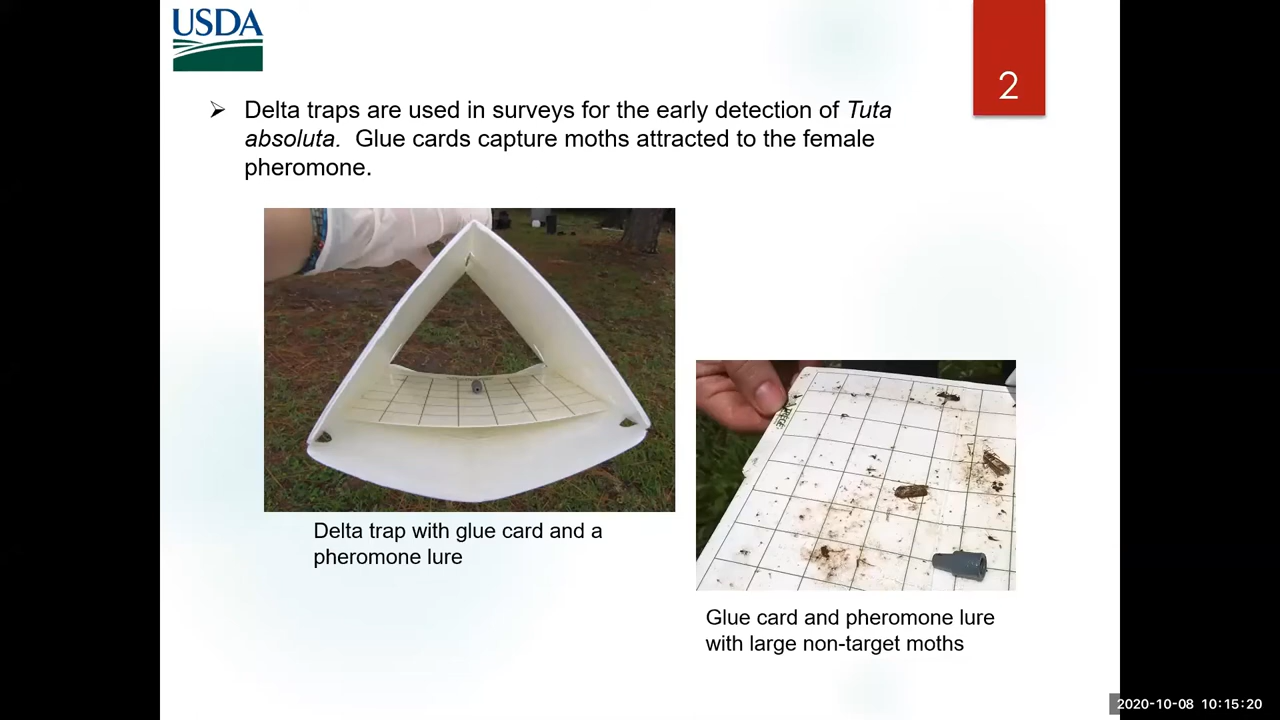 USDA
2
➢ Delta traps are used in surveys for the early detection of Tuta
absoluta. Glue cards capture moths attracted to the female
pheromone.
Delta trap with glue card and a
pheromone lure
Glue card and pheromone lure
with large non-target moths
2020-10-08 10:15:20